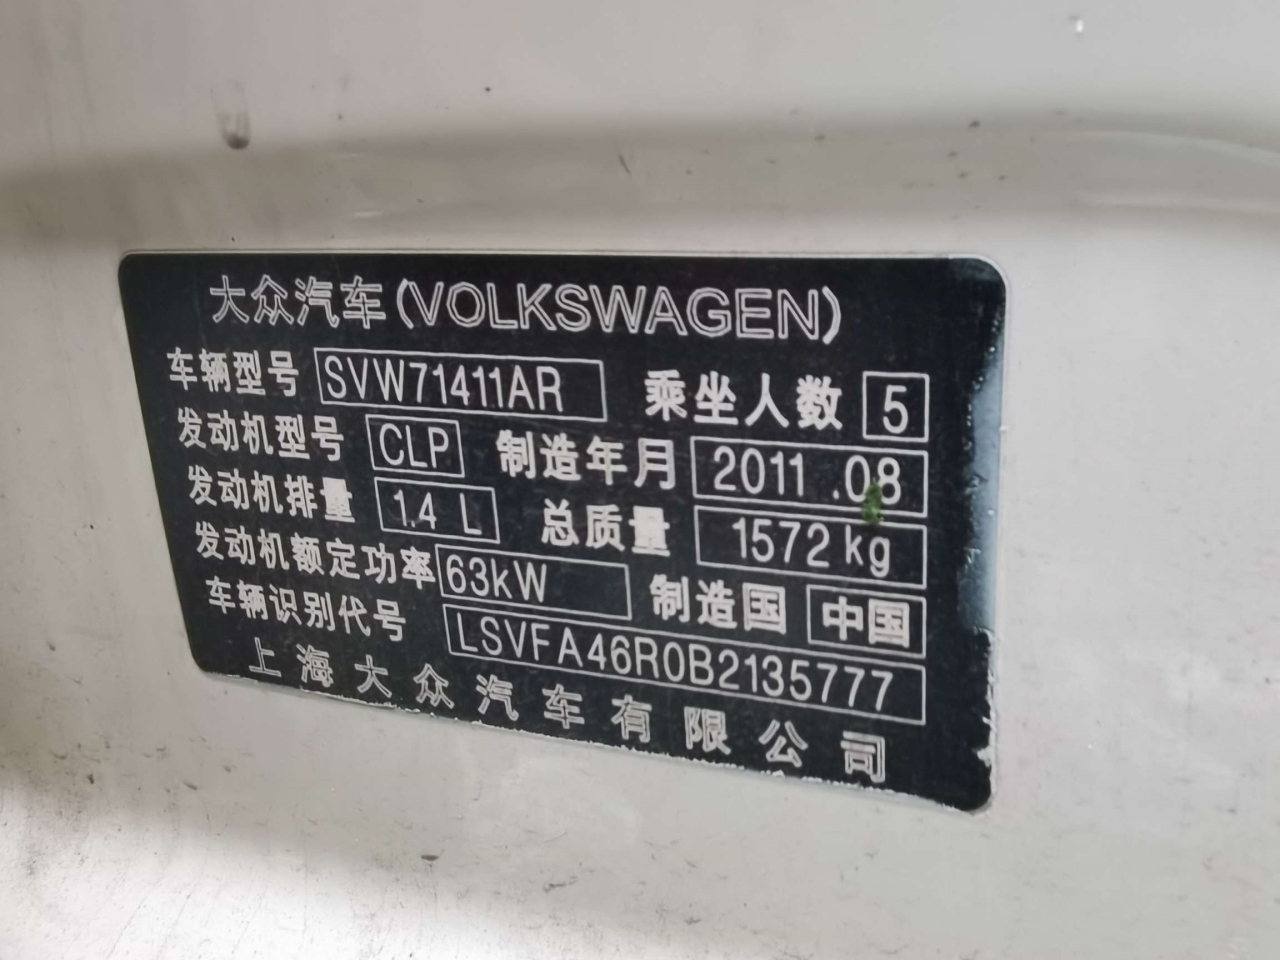 大众汽车(VOLKSWAGEN)
车辆型号 SVW71411AR 乘坐人数 5
发动机型号 CLP 制造年月 2011 .08
发动机排量 1.4 L 总质量 1572kg
发动机额定功率 63kW 制造国 中国
车辆识别代号 LSVFA46R0B2135777
上海大众汽车有限公司